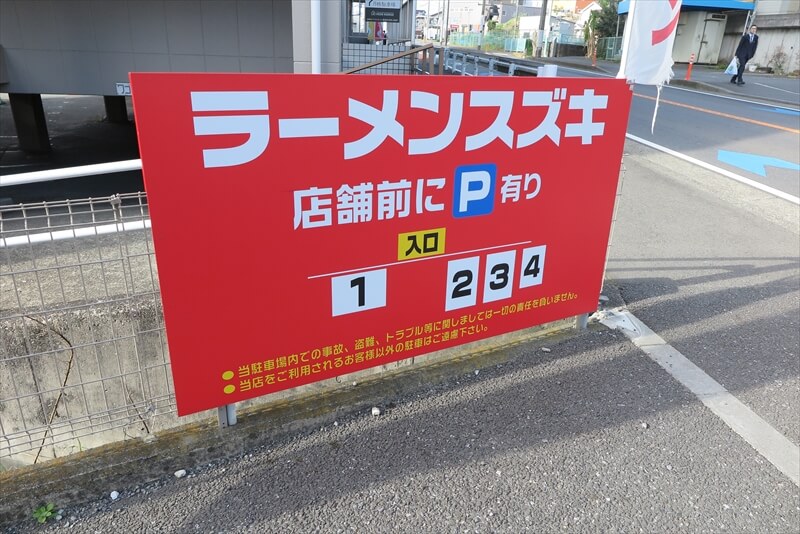 ラーメンスズキ
店舗前に P 有り
入口
1 2 3 4
●当駐車場内での事故、盗難、トラブル等に関しましては一切の責任を負いません。
●当店をご利用されるお客様以外の駐車はご遠慮下さい。